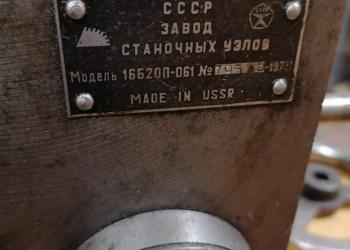 СССР
ЗАВОД
СТАНОЧНЫХ УЗЛОВ
Модель 16Б20П-061 №
MADE IN USSR